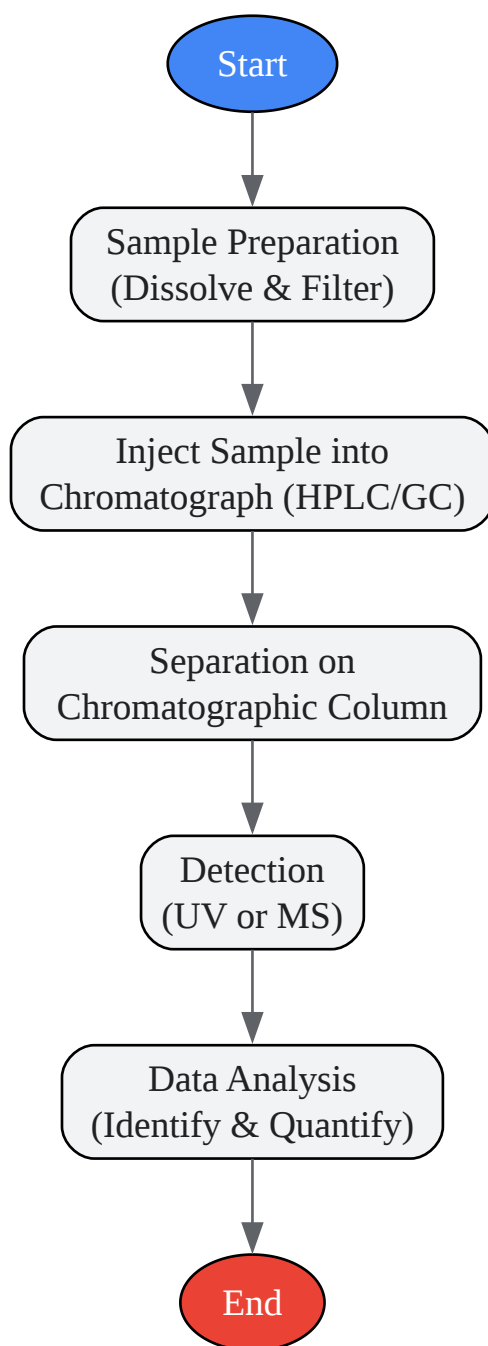 Start
Sample Preparation
(Dissolve & Filter)
Inject Sample into
Chromatograph (HPLC/GC)
Separation on
Chromatographic Column
Detection
(UV or MS)
Data Analysis
(Identify & Quantify)
End